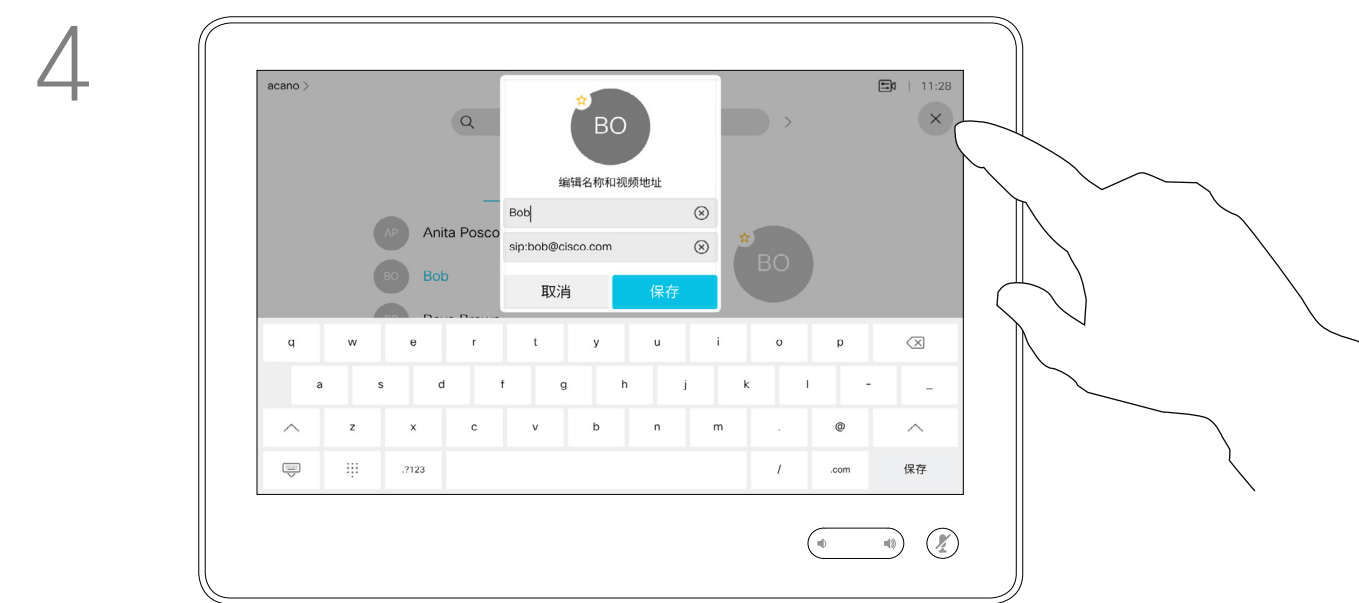 4
acano >
11:28
BO
编辑名称和视频地址
Bob
sip:bob@cisco.com
取消 保存
AP Anita Posco
BO Bob
BO
q w e r t y u i o p
a s d f g h j k l - _
z x c v b n m . @
.?123 / .com 保存